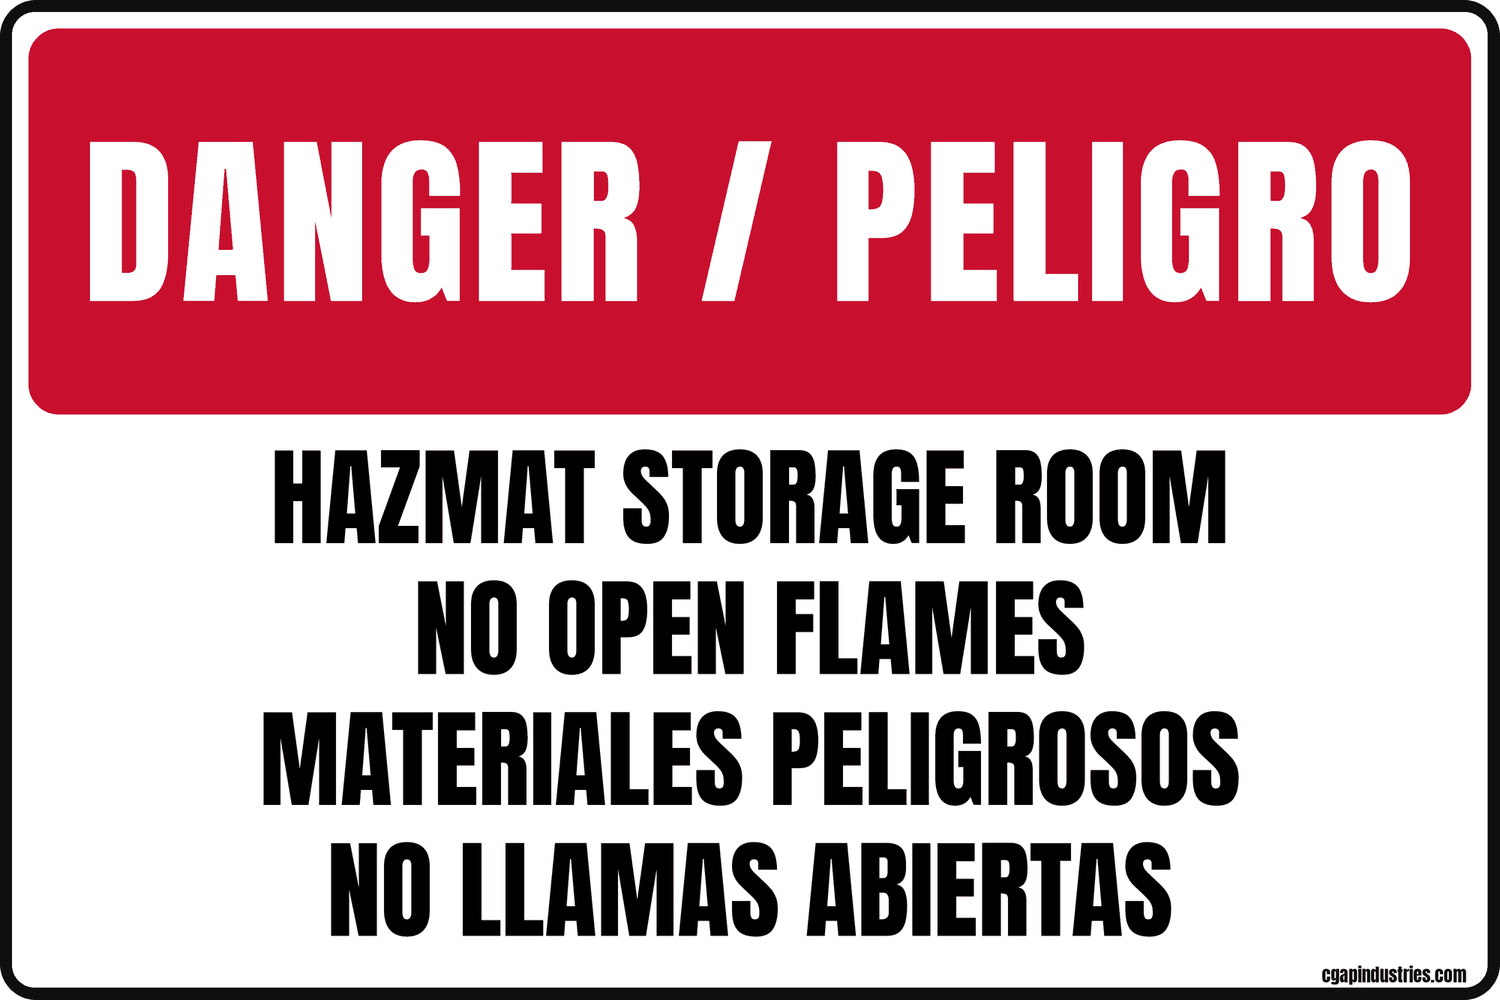 DANGER / PELIGRO
HAZMAT STORAGE ROOM
NO OPEN FLAMES
MATERIALES PELIGROSOS
NO LLAMAS ABIERTAS
cgapindustries.com